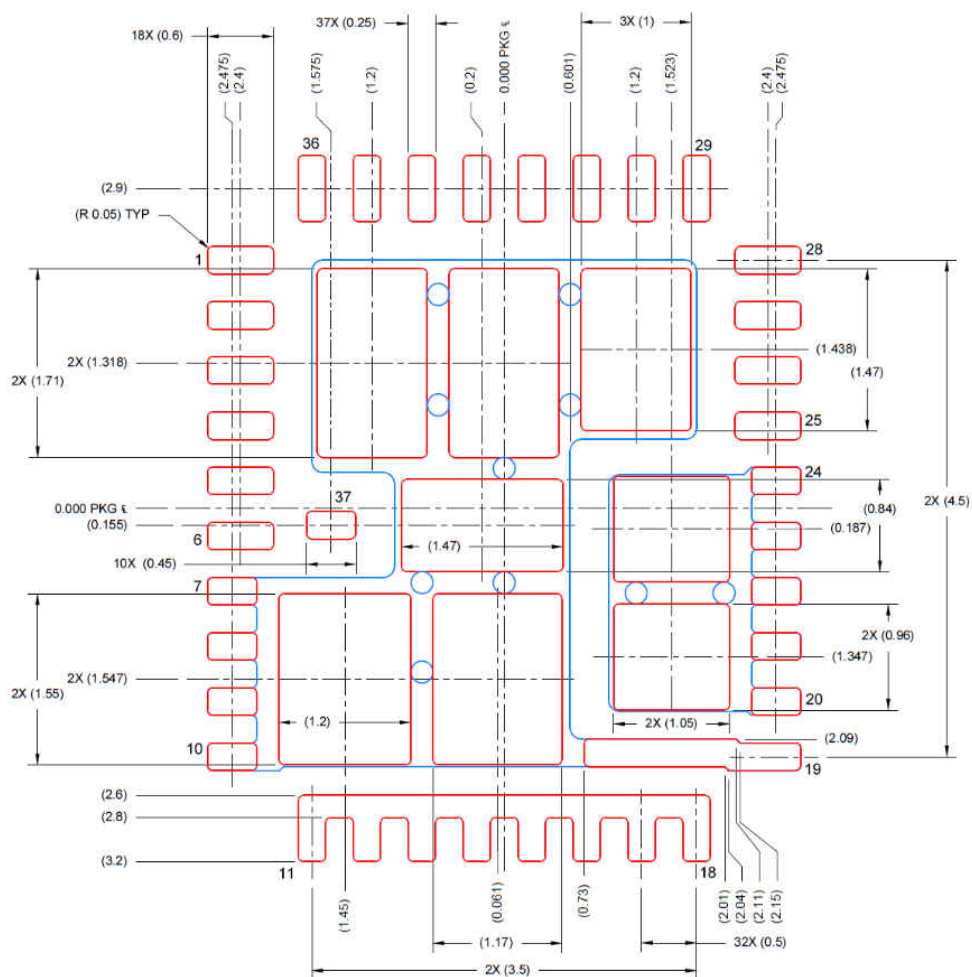 18X (0.6)
37X (0.25)
3X (1)
(2.475)
(2.4)
(1.575)
(1.2)
(0.2)
0.000 PKG ℄
(0.601)
(1.2)
(1.523)
(2.4)
(2.475)
36
29
(2.9)
(R 0.05) TYP
1
28
2X (1.318)
2X (1.71)
(1.438)
(1.47)
25
24
37
0.000 PKG ℄
(0.155)
6
(1.47)
(0.84)
(0.187)
2X (4.5)
10X (0.45)
7
2X (0.96)
2X (1.547)
2X (1.55)
(1.347)
(1.2)
2X (1.05)
20
(2.09)
10
19
(2.6)
(2.8)
(3.2)
11
18
(1.45)
(0.061)
(0.73)
(2.01)
(2.04)
(2.11)
(2.15)
(1.17)
32X (0.5)
2X (3.5)